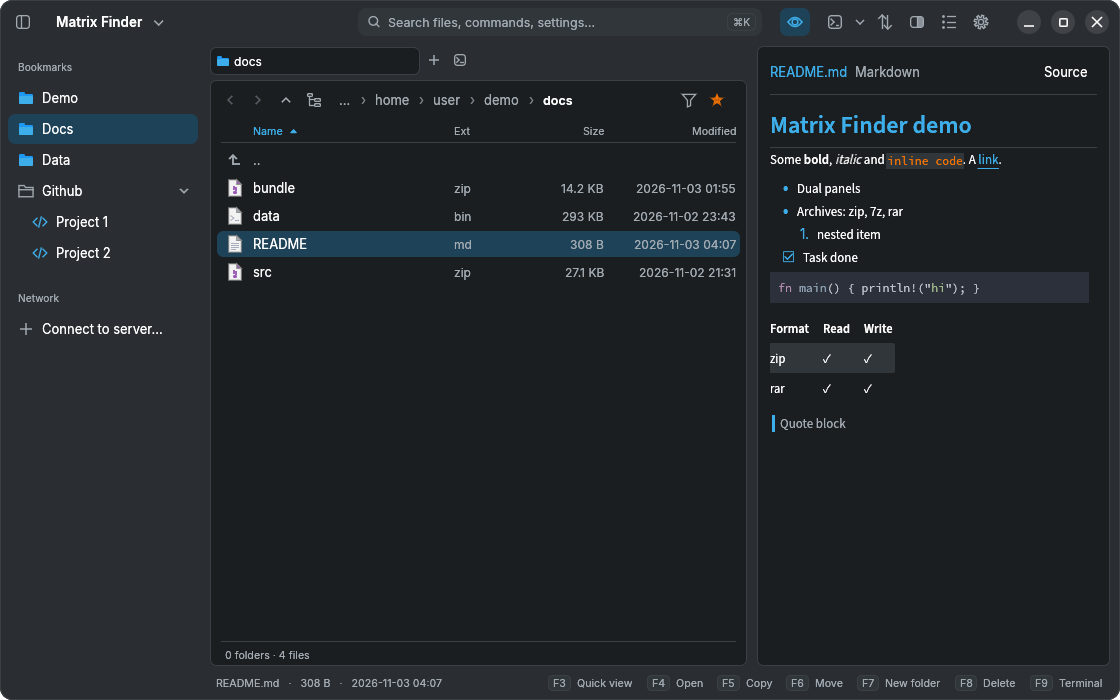 Matrix Finder
Search files, commands, settings... ⌘K
Bookmarks
Demo
Docs
Data
Github
Project 1
Project 2
Network
Connect to server...
docs
... › home › user › demo › docs
Name Ext Size Modified
..
bundle zip 14.2 KB 2026-11-03 01:55
data bin 293 KB 2026-11-02 23:43
README md 308 B 2026-11-03 04:07
src zip 27.1 KB 2026-11-02 21:31
0 folders · 4 files
README.md Markdown Source
Matrix Finder demo
Some bold, italic and inline code. A link.
• Dual panels
• Archives: zip, 7z, rar
1. nested item
Task done
fn main() { println!("hi"); }
Format Read Write
zip ✓ ✓
rar ✓ ✓
Quote block
README.md · 308 B · 2026-11-03 04:07
F3 Quick view F4 Open F5 Copy F6 Move F7 New folder F8 Delete F9 Terminal